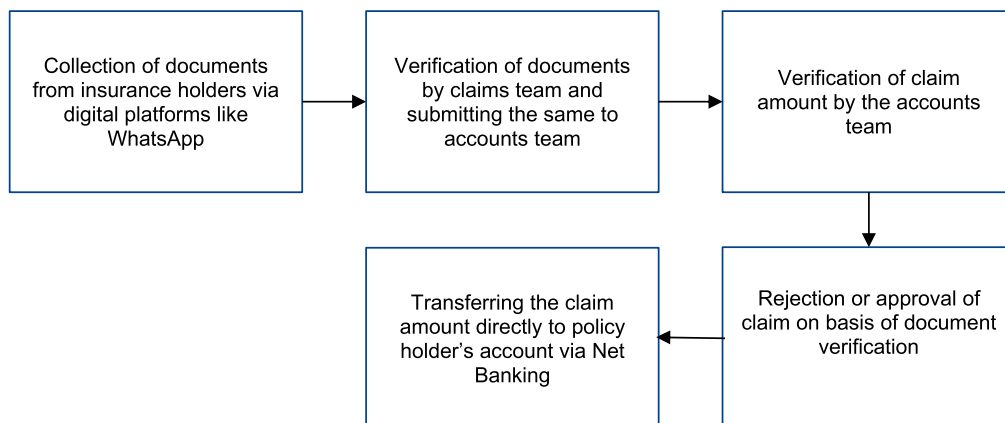 Collection of documents
from insurance holders via
digital platforms like
WhatsApp
Verification of documents
by claims team and
submitting the same to
accounts team
Verification of claim
amount by the accounts
team
Rejection or approval of
claim on basis of document
verification
Transferring the claim
amount directly to policy
holder’s account via Net
Banking